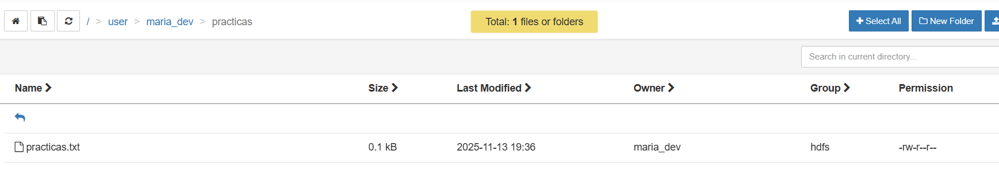 / > user > maria_dev > practicas
Total: 1 files or folders
Select All
New Folder
Search in current directory...
Name Size Last Modified Owner Group Permission
practicas.txt 0.1 kB 2025-11-13 19:36 maria_dev hdfs -rw-r--r--